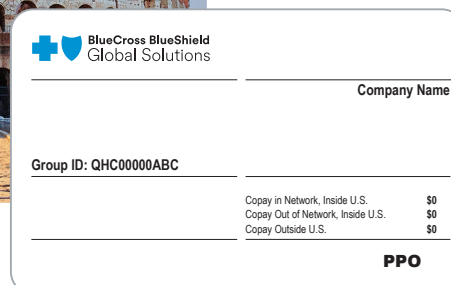 BlueCross BlueShield
Global Solutions
Company Name
Group ID: QHC00000ABC
Copay in Network, Inside U.S. $0
Copay Out of Network, Inside U.S. $0
Copay Outside U.S. $0
PPO